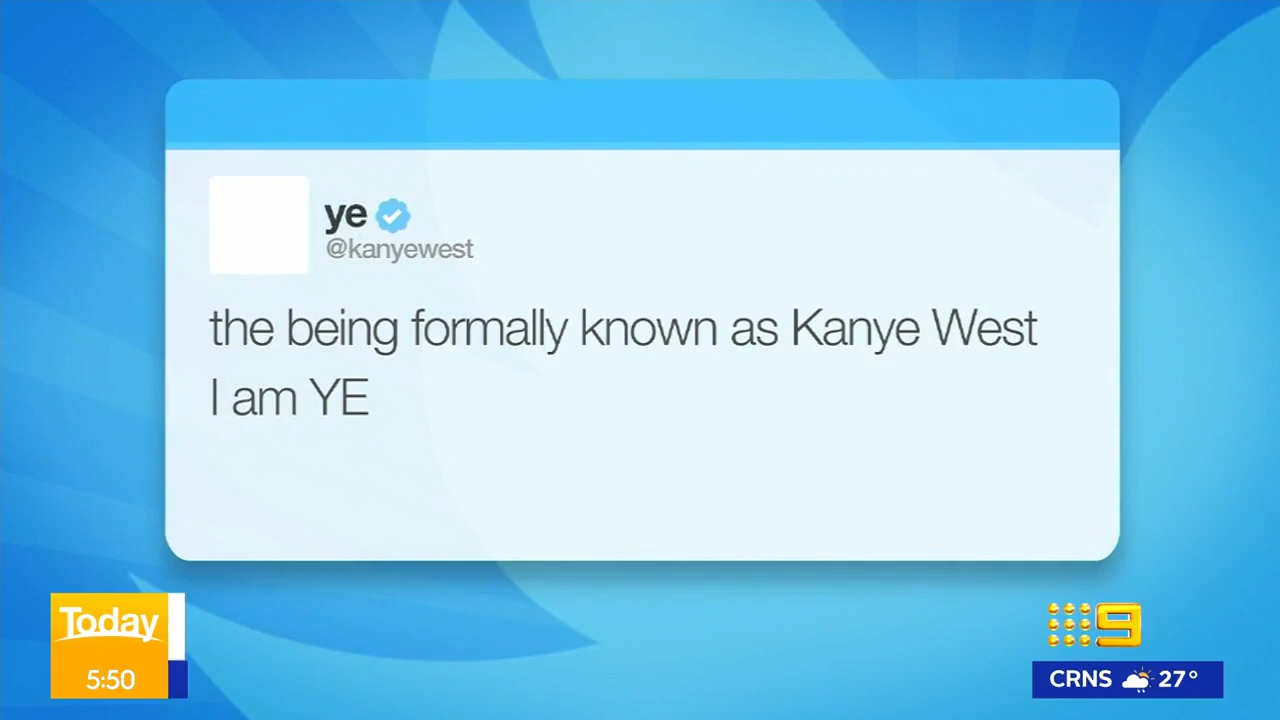 ye
@kanyewest
the being formally known as Kanye West
I am YE
Today
5:50
9
CRNS 27°